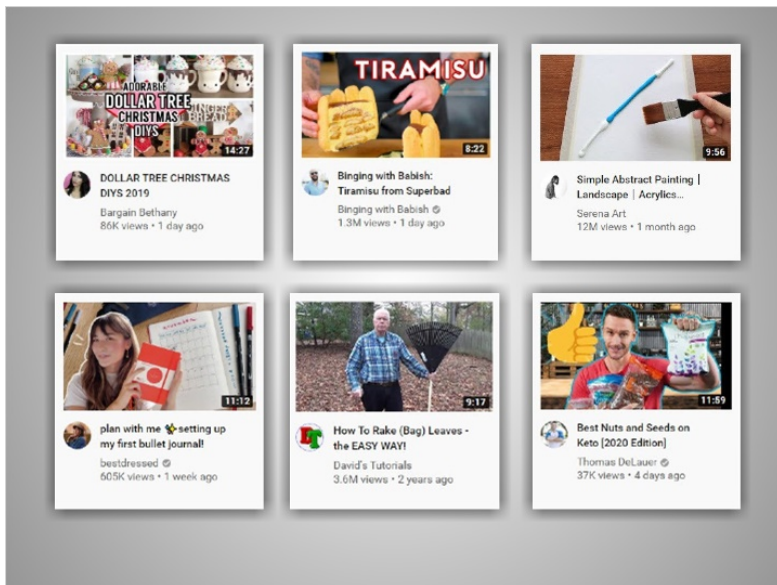 ADORABLE
DOLLAR TREE
CHRISTMAS
DIYS
GINGER
BREAD
14:27
DOLLAR TREE CHRISTMAS
DIYS 2019
Bargain Bethany
86K views • 1 day ago
TIRAMISU
8:22
Binging with Babish:
Tiramisu from Superbad
Binging with Babish
1.3M views • 1 day ago
9:56
Simple Abstract Painting |
Landscape | Acrylics...
Serena Art
12M views • 1 month ago
11:12
plan with me ✨setting up
my first bullet journal!
bestdressed
605K views • 1 week ago
9:17
DT
How To Rake (Bag) Leaves -
the EASY WAY!
David's Tutorials
3.6M views • 2 years ago
11:59
Best Nuts and Seeds on
Keto [2020 Edition]
Thomas DeLauer
37K views • 4 days ago